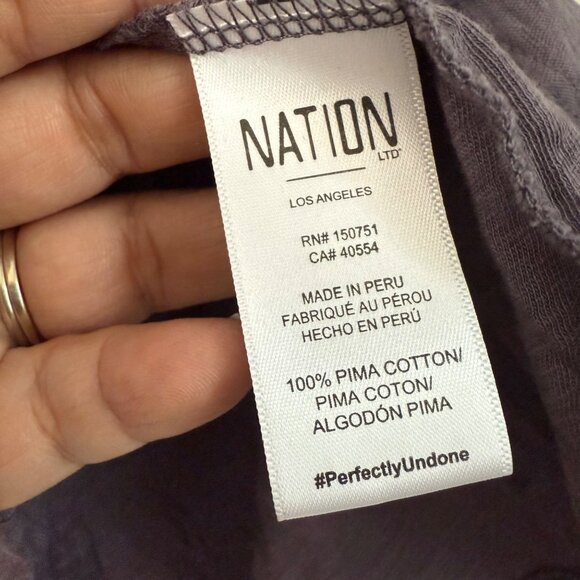 NATION
LTD
LOS ANGELES
RN# 150751
CA# 40554
MADE IN PERU
FABRIQUÉ AU PÉROU
HECHO EN PERÚ
100% PIMA COTTON/
PIMA COTON/
ALGODÓN PIMA
#PerfectlyUndone